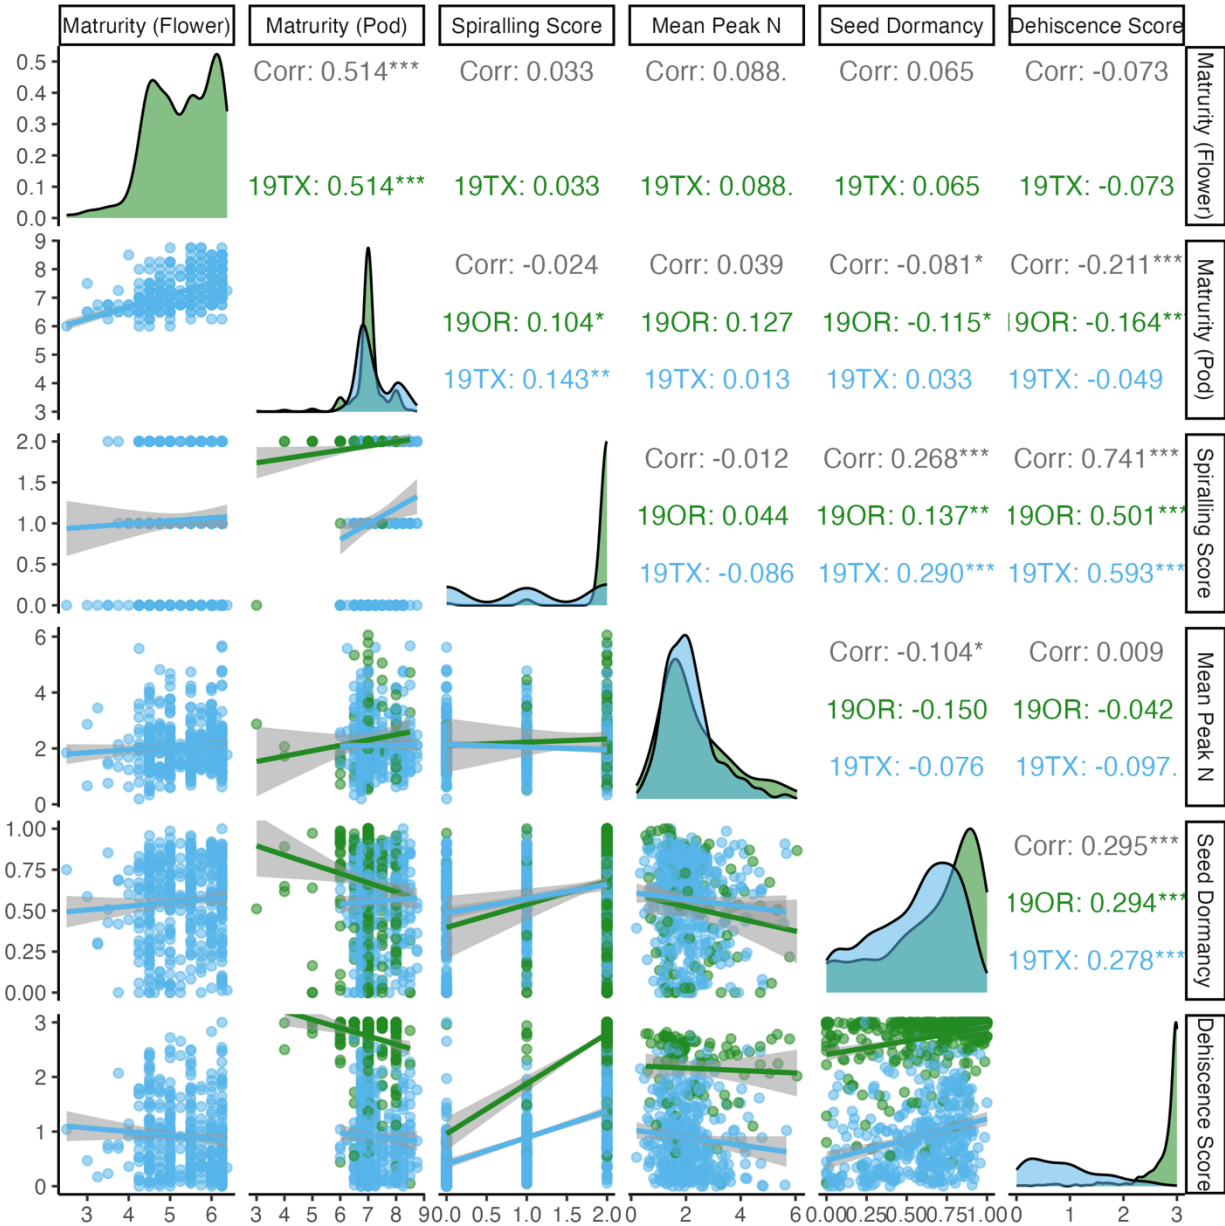 Matrurity (Flower) Matrurity (Pod) Spiralling Score Mean Peak N Seed Dormancy Dehiscence Score
0.5 Corr: 0.514*** Corr: 0.033 Corr: 0.088. Corr: 0.065 Corr: -0.073 Matrurity (Flower)
0.4
0.3
0.2
0.1 19TX: 0.514*** 19TX: 0.033 19TX: 0.088. 19TX: 0.065 19TX: -0.073
0.0
9 Corr: -0.024 Corr: 0.039 Corr: -0.081* Corr: -0.211*** Matrurity (Pod)
8
7
6 19OR: 0.104* 19OR: 0.127 19OR: -0.115* 19OR: -0.164**
5
4 19TX: 0.143** 19TX: 0.013 19TX: 0.033 19TX: -0.049
3
2.0 Corr: -0.012 Corr: 0.268*** Corr: 0.741*** Spiralling Score
1.5
1.0 19OR: 0.044 19OR: 0.137** 19OR: 0.501***
0.5 19TX: -0.086 19TX: 0.290*** 19TX: 0.593***
0.0
6 Corr: -0.104* Corr: 0.009 Mean Peak N
4 19OR: -0.150 19OR: -0.042
2 19TX: -0.076 19TX: -0.097.
0
1.00 Corr: 0.295*** Seed Dormancy
0.75
0.50 19OR: 0.294***
0.25 19TX: 0.278***
0.00
3 Dehiscence Score
2
1
0
3 4 5 6 3 4 5 6 7 8 9 0.0 0.5 1.0 1.5 2.0 0 2 4 6 0.00 0.25 0.50 0.75 1.00 0 1 2 3